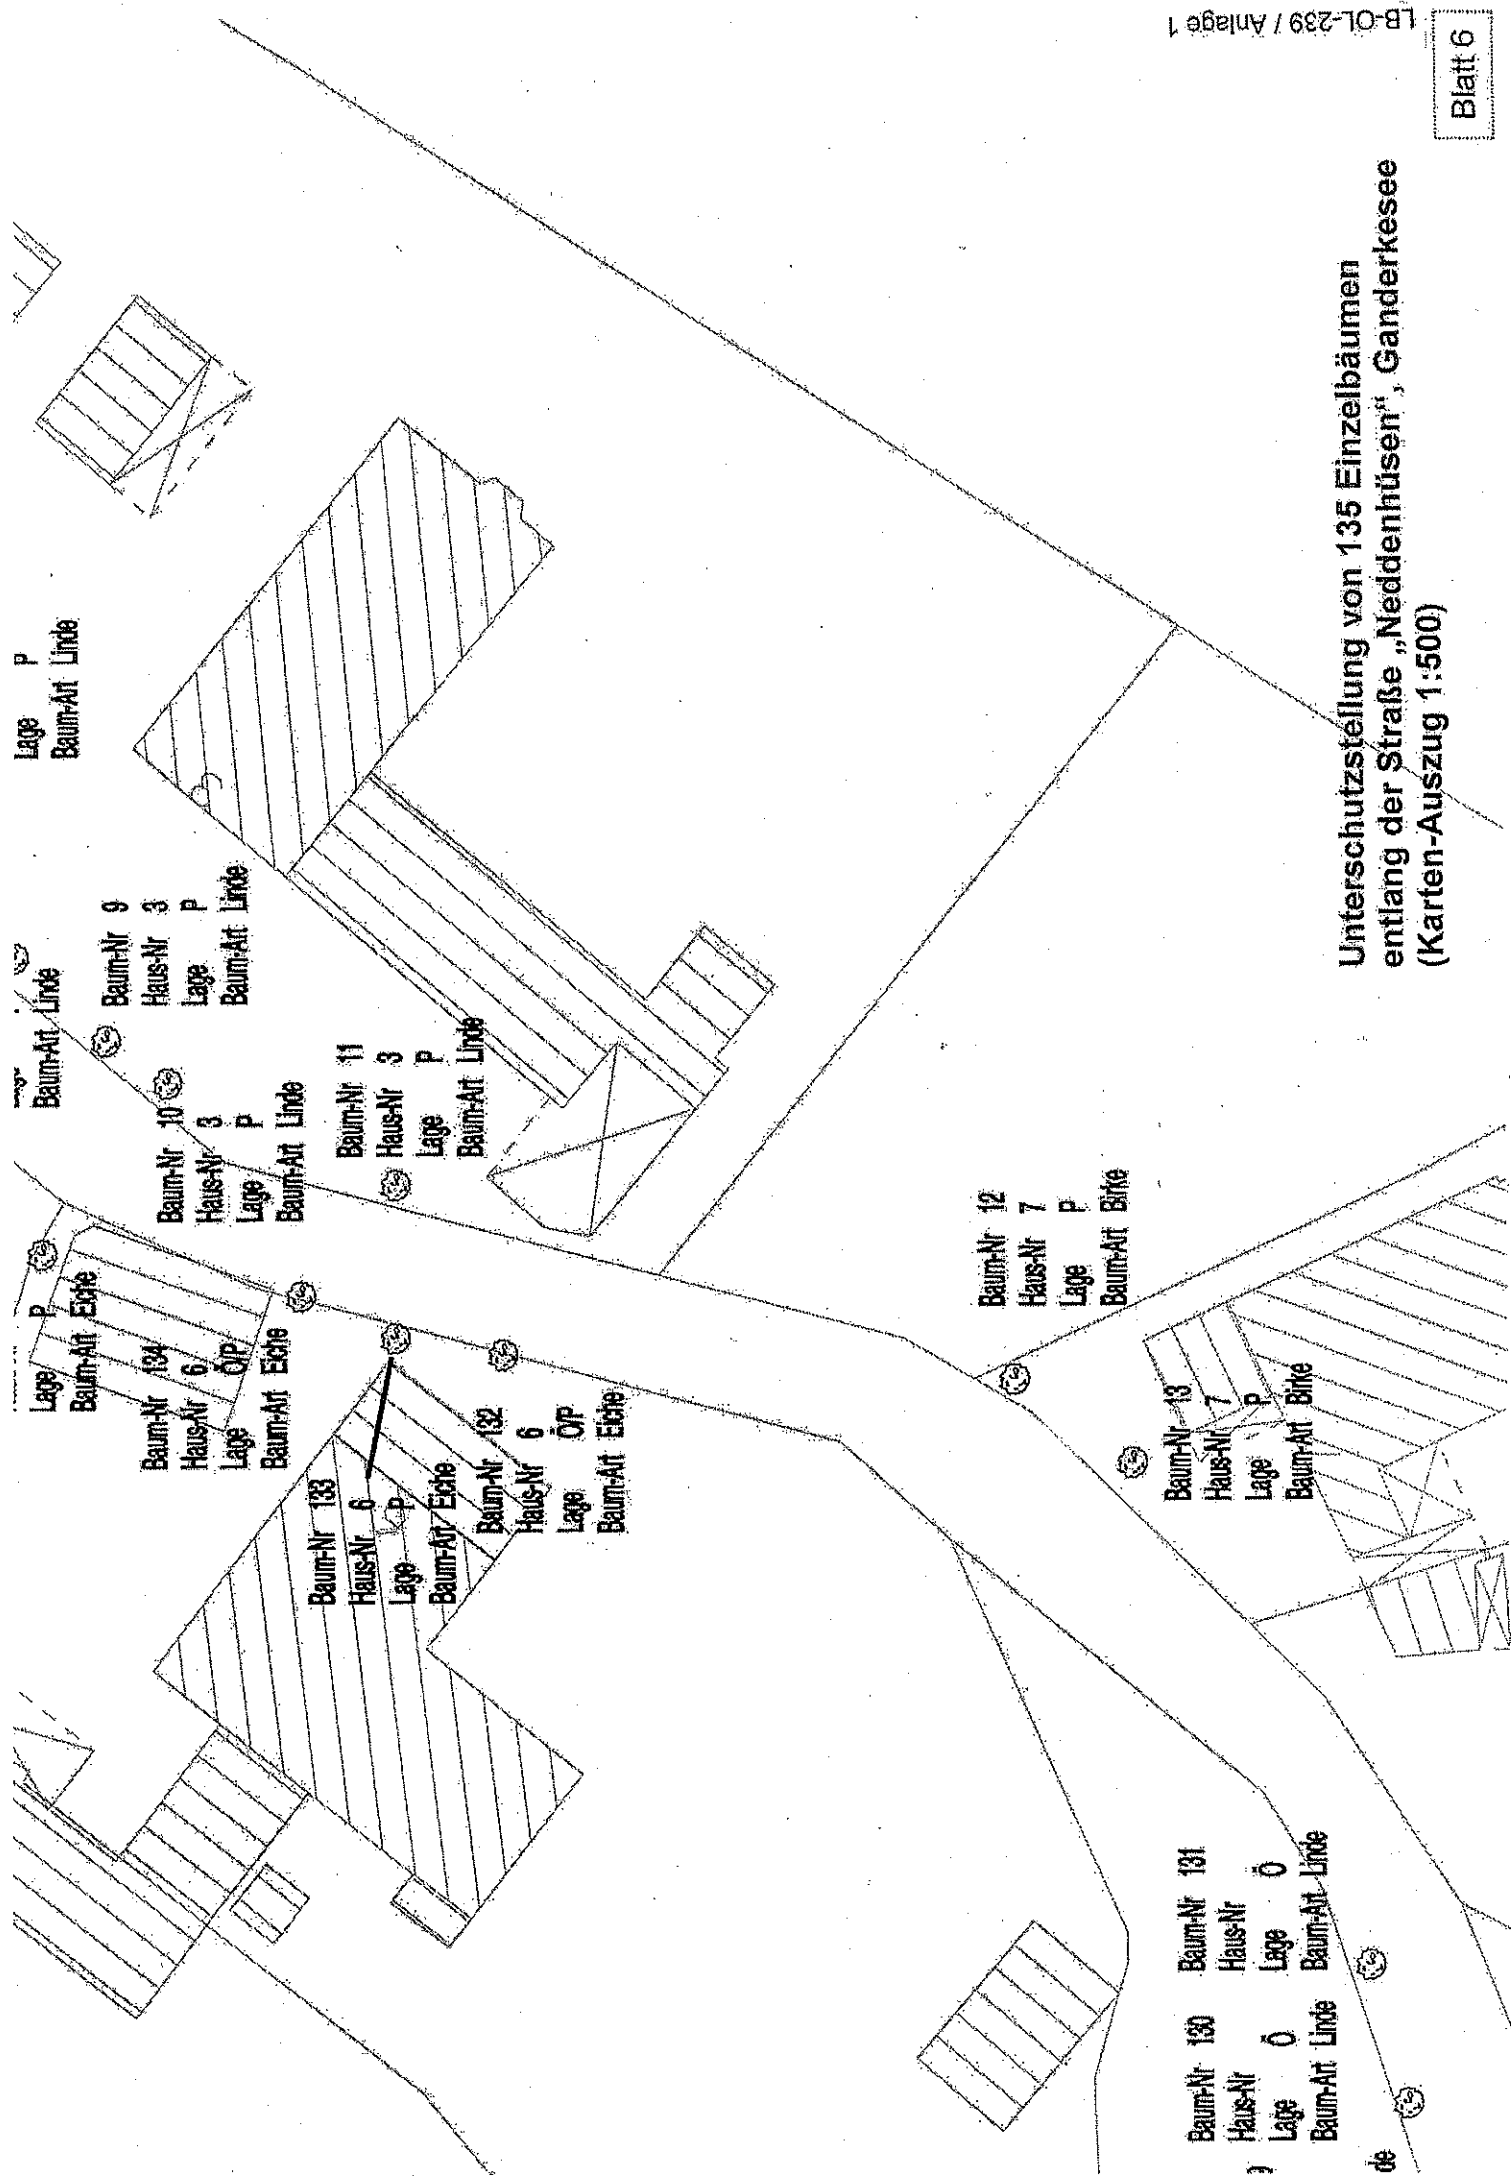 LB-OL-239 / Anlage 1
Blatt 6
Unterschutzstellung von 135 Einzelbäumen
entlang der Straße „Neddenhüsen“, Ganderkesee
(Karten-Auszug 1:500)
Lage P
Baum-Art Linde
Baum-Art Linde
Baum-Nr 9
Haus-Nr 3
Lage P
Baum-Art Linde
Baum-Nr 10
Haus-Nr 3
Lage P
Baum-Art Linde
Baum-Nr 11
Haus-Nr 3
Lage P
Baum-Art Linde
3
Lage P
Baum-Art Eiche
Baum-Nr 134
Haus-Nr 6
Lage Ö/P
Baum-Art Eiche
Baum-Nr 133
Haus-Nr 6
Lage P
Baum-Art Eiche
6
Baum-Nr 132
Haus-Nr 6
Lage Ö/P
Baum-Art Eiche
Baum-Nr 12
Haus-Nr 7
Lage P
Baum-Art Birke
Baum-Nr 13
Haus-Nr 7
Lage P
Baum-Art Birke
Baum-Nr 131
Haus-Nr
Lage Ö
Baum-Art Linde
Baum-Nr 130
Haus-Nr
Lage Ö
Baum-Art Linde
de